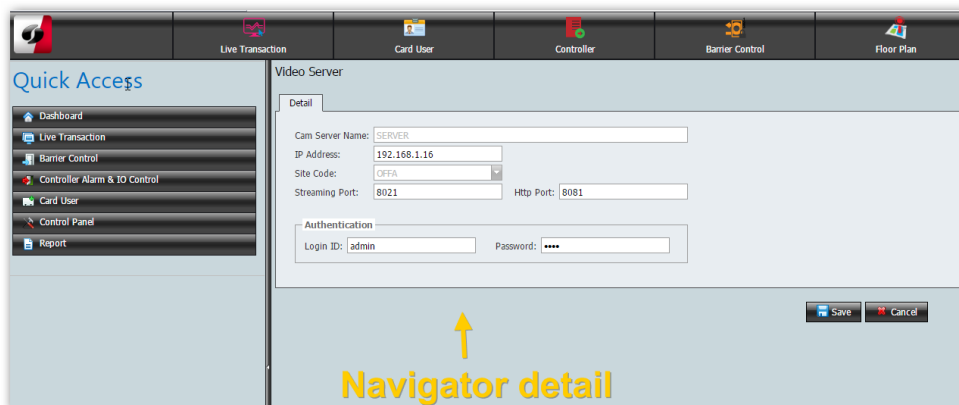 Live Transaction
Card User
Controller
Barrier Control
Floor Plan
Quick Access
Dashboard
Live Transaction
Barrier Control
Controller Alarm & IO Control
Card User
Control Panel
Report
Video Server
Detail
Cam Server Name: SERVER
IP Address: 192.168.1.16
Site Code: OFFA
Streaming Port: 8021 Http Port: 8081
Authentication
Login ID: admin Password: ••••
Save Cancel
Navigator detail